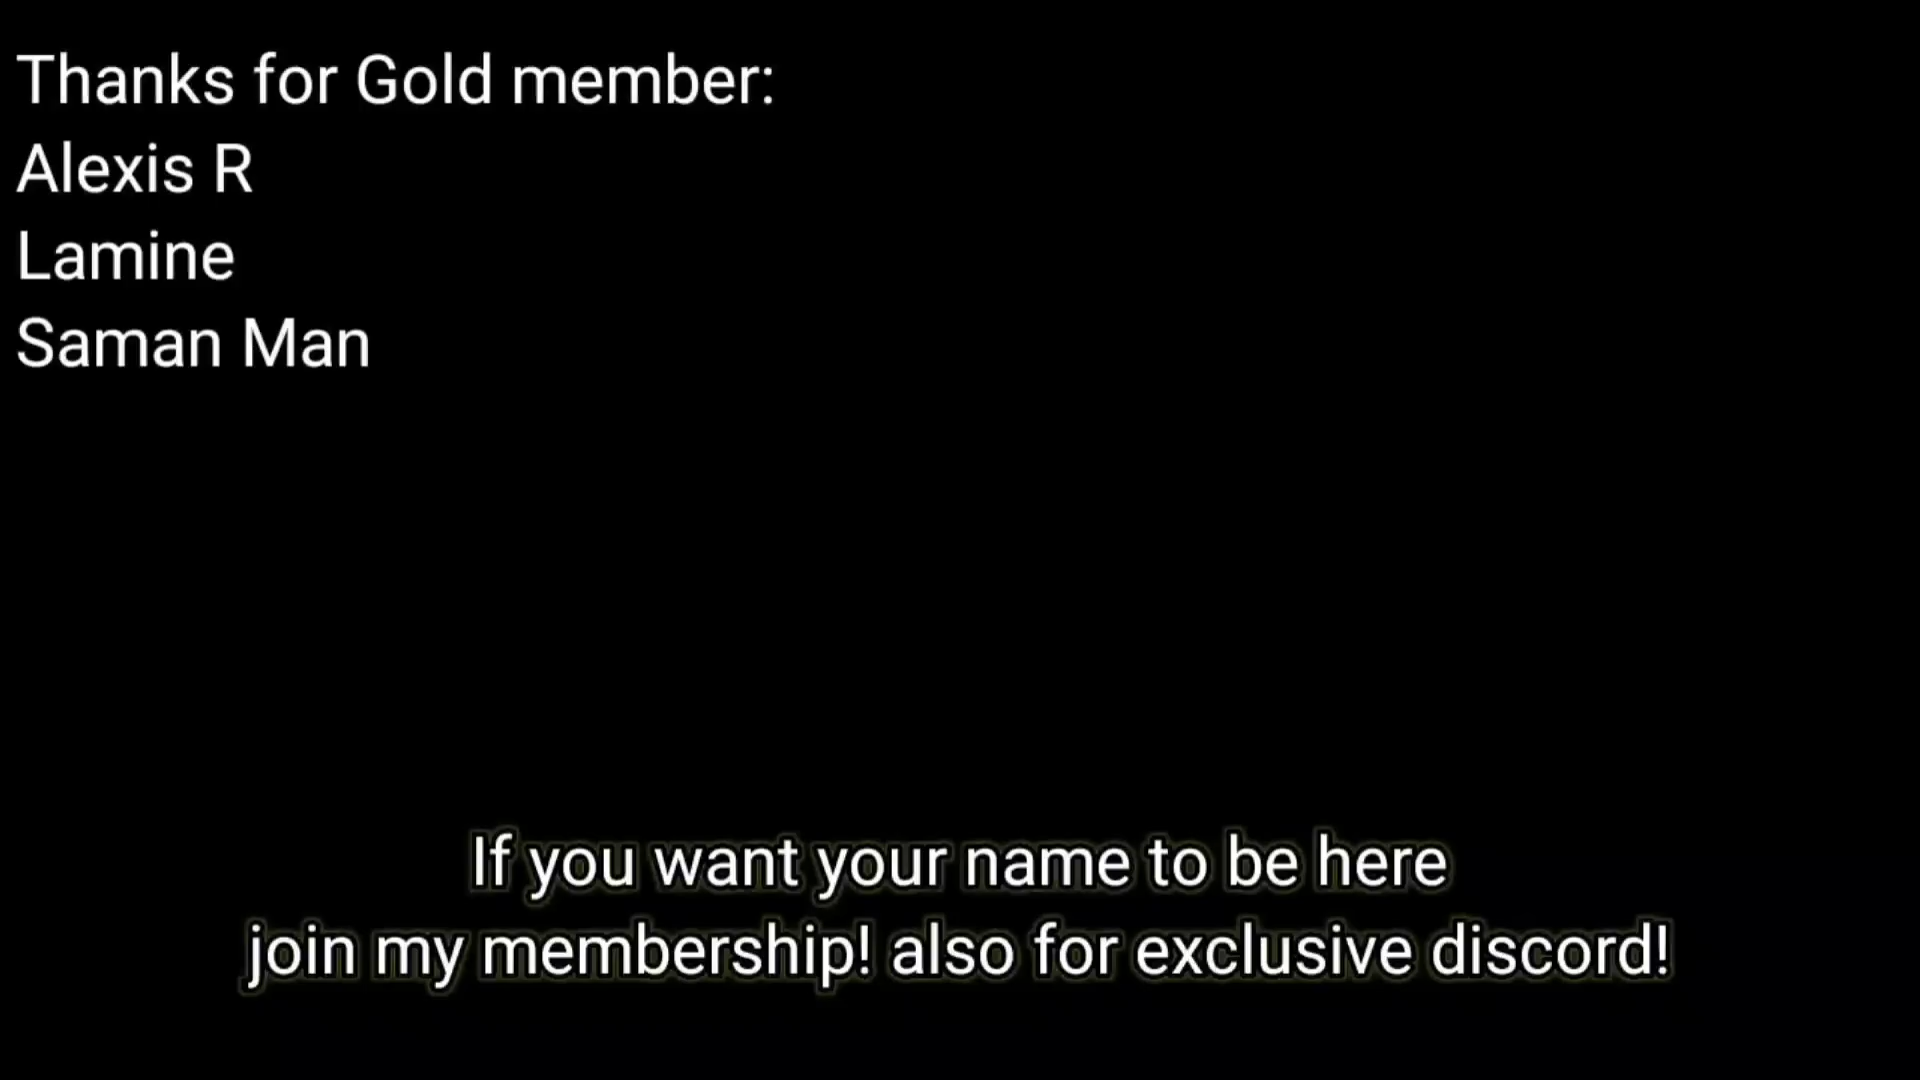 Thanks for Gold member:
Alexis R
Lamine
Saman Man
If you want your name to be here
join my membership! also for exclusive discord!